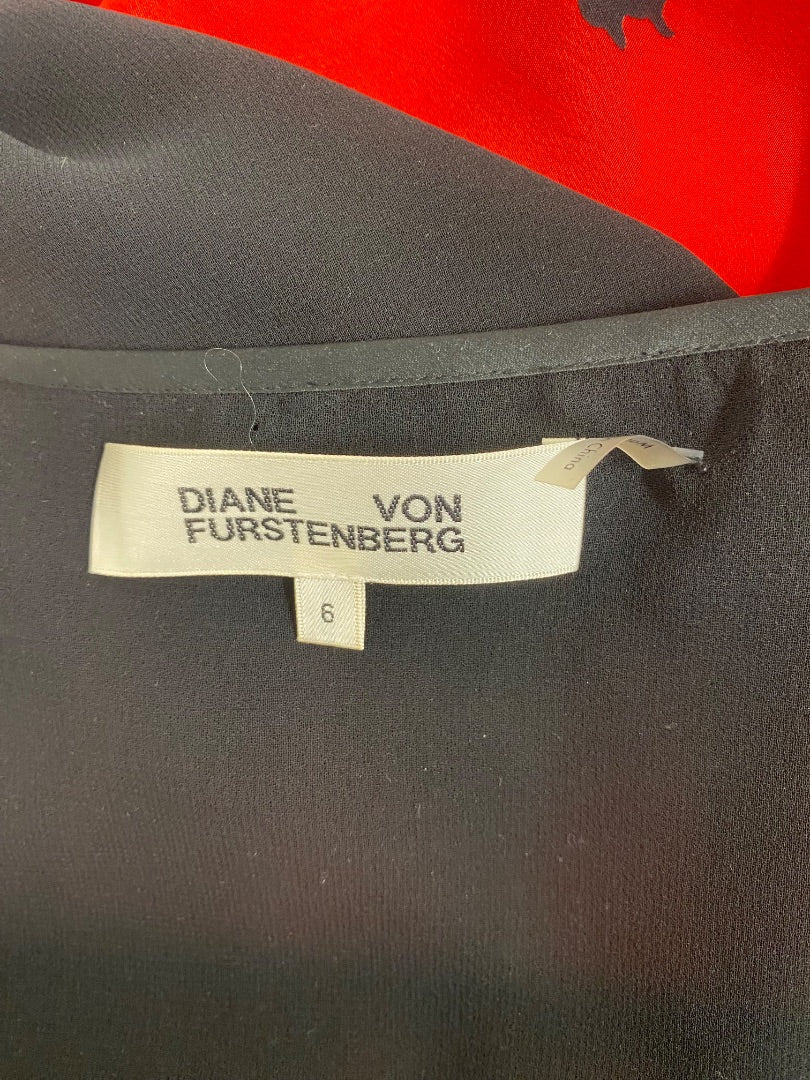 DIANE VON
FURSTENBERG
6
China